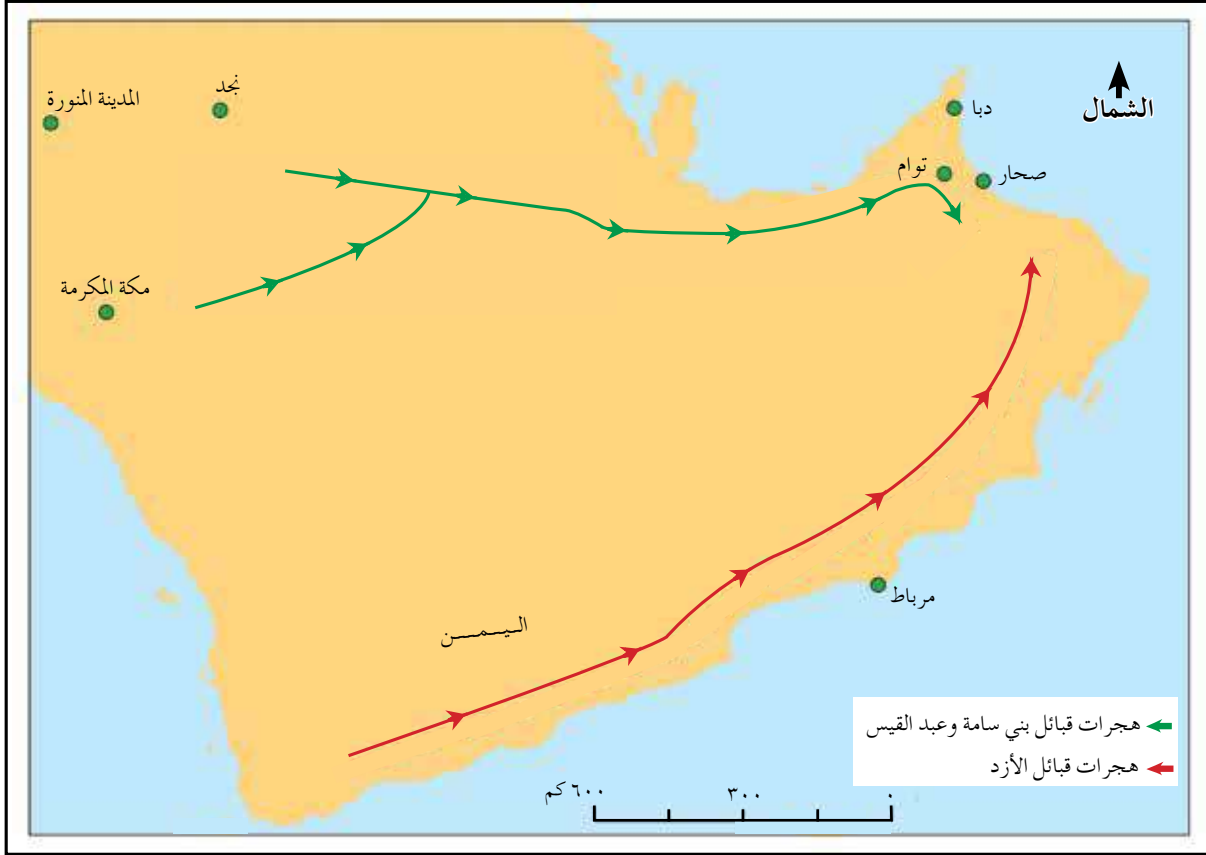 نجد
المدينة المنورة
الشمال
دبا
توام
صحار
مكة المكرمة
مرباط
الـيـمــمــــن
هجرات قبائل بني سامة وعبد القيس
هجرات قبائل الأزد
٠
٣٠٠
٦٠٠ كم